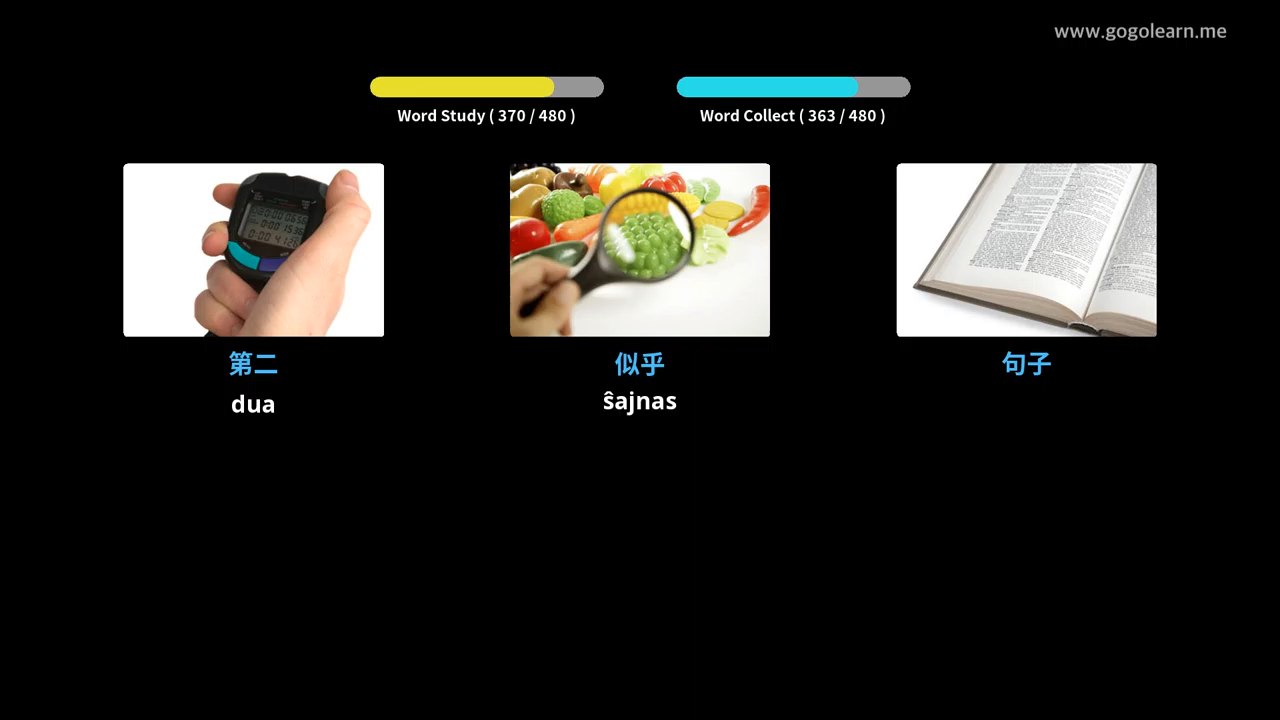 www.gogolearn.me
Word Study ( 370 / 480 )
Word Collect ( 363 / 480 )
第二
似乎
句子
dua
ŝajnas